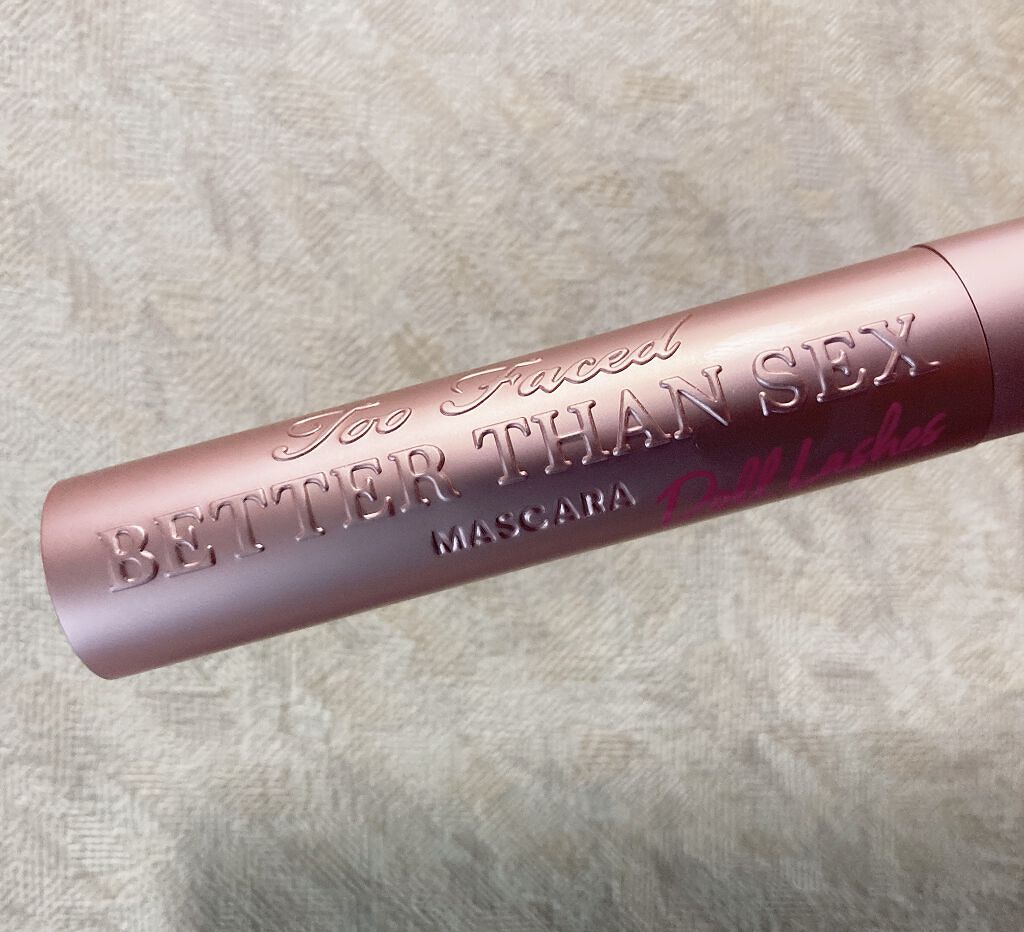 Too Faced
BETTER THAN SEX
MASCARA Doll Lashes